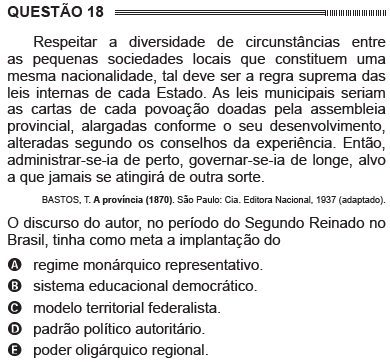 QUESTÃO 18
Respeitar a diversidade de circunstâncias entre
as pequenas sociedades locais que constituem uma
mesma nacionalidade, tal deve ser a regra suprema das
leis internas de cada Estado. As leis municipais seriam
as cartas de cada povoação doadas pela assembleia
provincial, alargadas conforme o seu desenvolvimento,
alteradas segundo os conselhos da experiência. Então,
administrar-se-ia de perto, governar-se-ia de longe, alvo
a que jamais se atingirá de outra sorte.
BASTOS, T. A província (1870). São Paulo: Cia. Editora Nacional, 1937 (adaptado).
O discurso do autor, no período do Segundo Reinado no
Brasil, tinha como meta a implantação do
A regime monárquico representativo.
B sistema educacional democrático.
C modelo territorial federalista.
D padrão político autoritário.
E poder oligárquico regional.